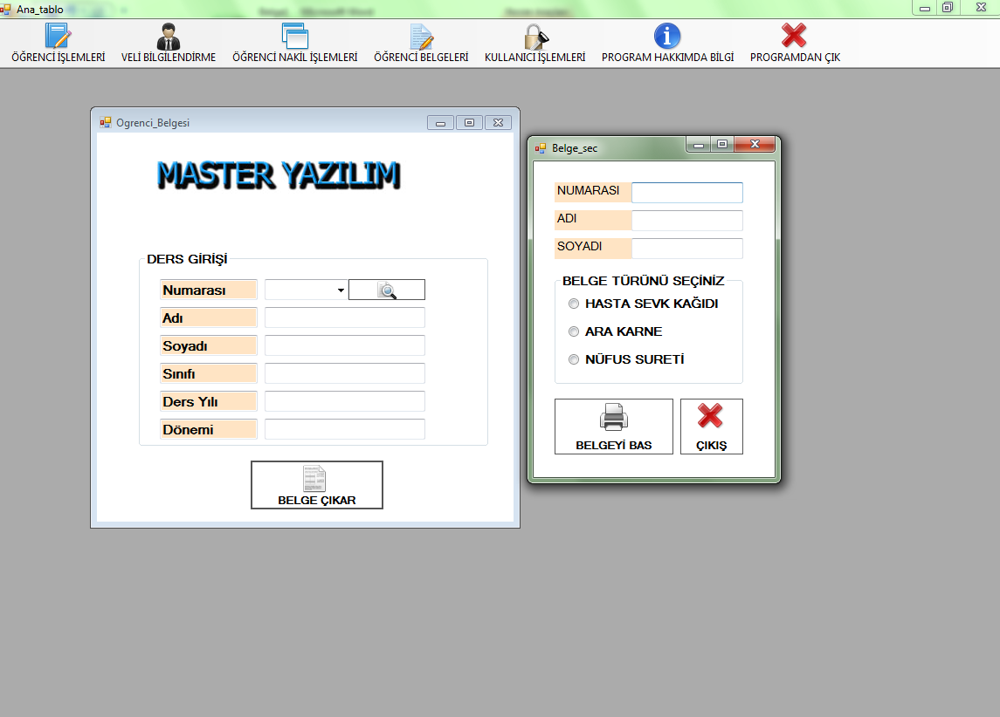 Ana_tablo
ÖĞRENCİ İŞLEMLERİ VELİ BİLGİLENDİRME ÖĞRENCİ NAKİL İŞLEMLERİ ÖĞRENCİ BELGELERİ KULLANICI İŞLEMLERİ PROGRAM HAKKIMDA BİLGİ PROGRAMDAN ÇIK
Ogrenci_Belgesi
MASTER YAZILIM
DERS GİRİŞİ
Numarası
Adı
Soyadı
Sınıfı
Ders Yılı
Dönemi
BELGE ÇIKAR
Belge_sec
NUMARASI
ADI
SOYADI
BELGE TÜRÜNÜ SEÇİNİZ
HASTA SEVK KAĞIDI
ARA KARNE
NÜFUS SURETİ
BELGEYİ BAS
ÇIKIŞ